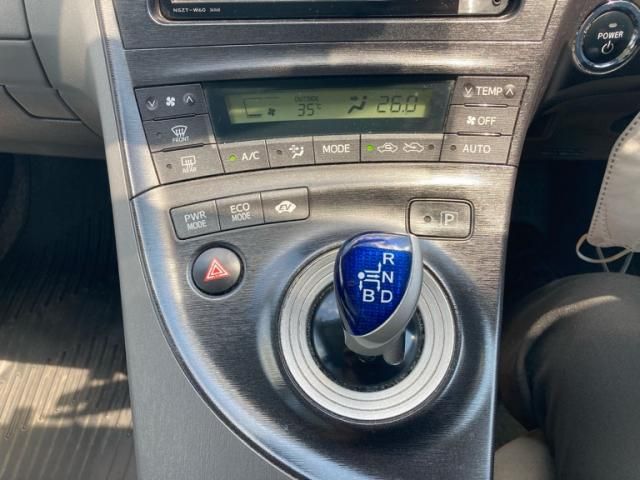 NSZT-W60
POWER
OUTSIDE
35°C 26.0
TEMP
FRONT
OFF
REAR
A/C
MODE
AUTO
PWR MODE
ECO MODE
EV
P
R
N
B D